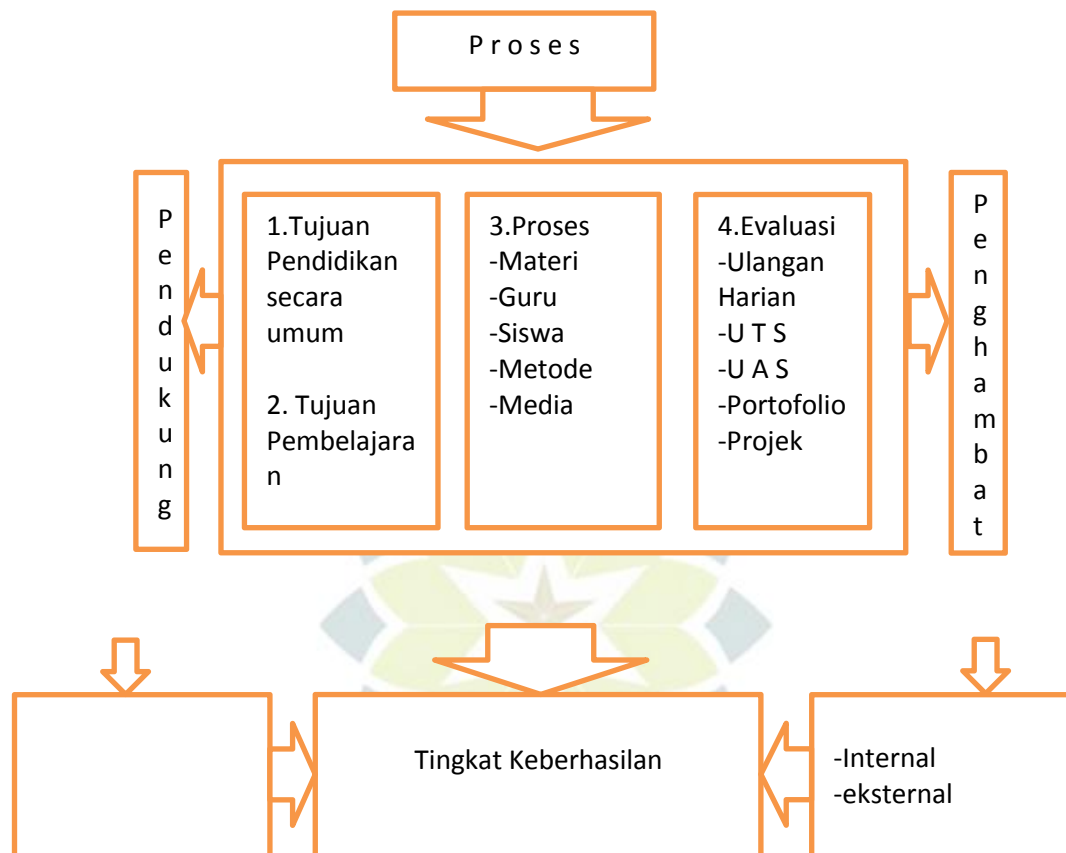 P r o s e s
P
e
n
d
u
k
u
n
g
1.Tujuan
Pendidikan
secara
umum
2. Tujuan
Pembelajara
n
3.Proses
-Materi
-Guru
-Siswa
-Metode
-Media
4.Evaluasi
-Ulangan
Harian
-U T S
-U A S
-Portofolio
-Projek
P
e
n
g
h
a
m
b
a
t
Tingkat Keberhasilan
-Internal
-eksternal